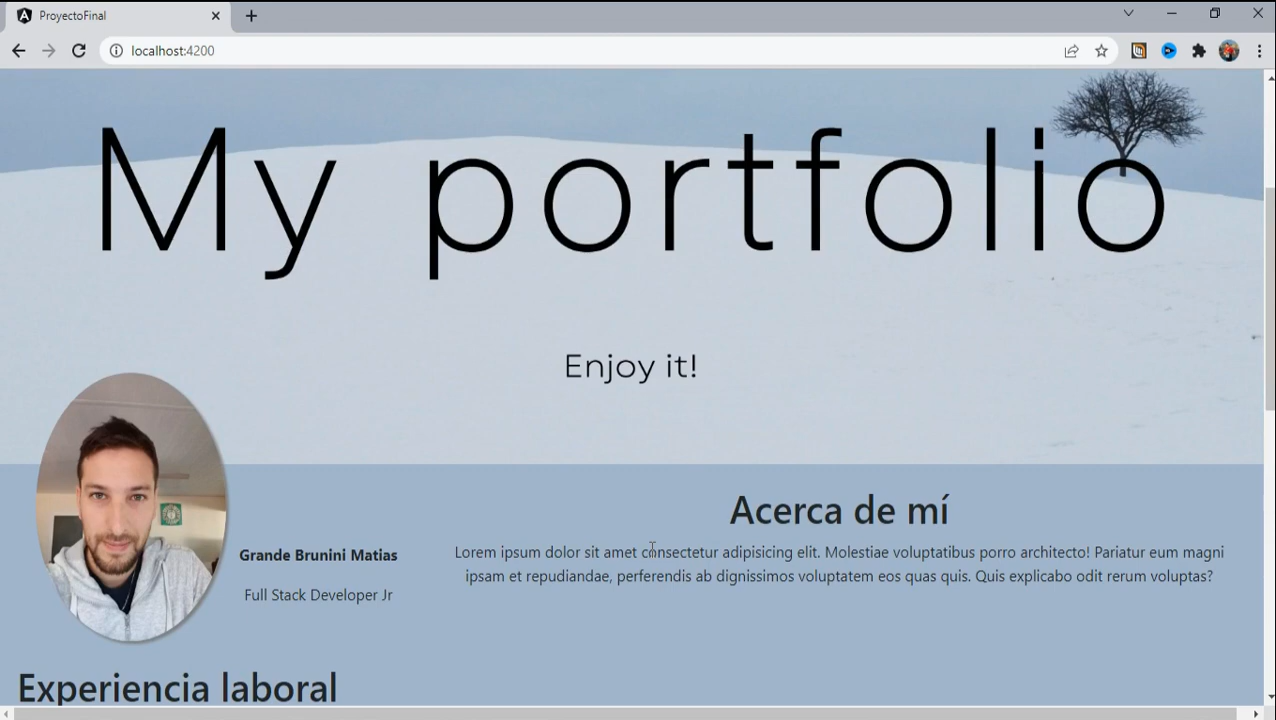 ProyectoFinal
localhost:4200
My portfolio
Enjoy it!
Acerca de mí
Grande Brunini Matias
Full Stack Developer Jr
Lorem ipsum dolor sit amet consectetur adipisicing elit. Molestiae voluptatibus porro architecto! Pariatur eum magni
ipsam et repudiandae, perferendis ab dignissimos voluptatem eos quas quis. Quis explicabo odit rerum voluptas?
Experiencia laboral